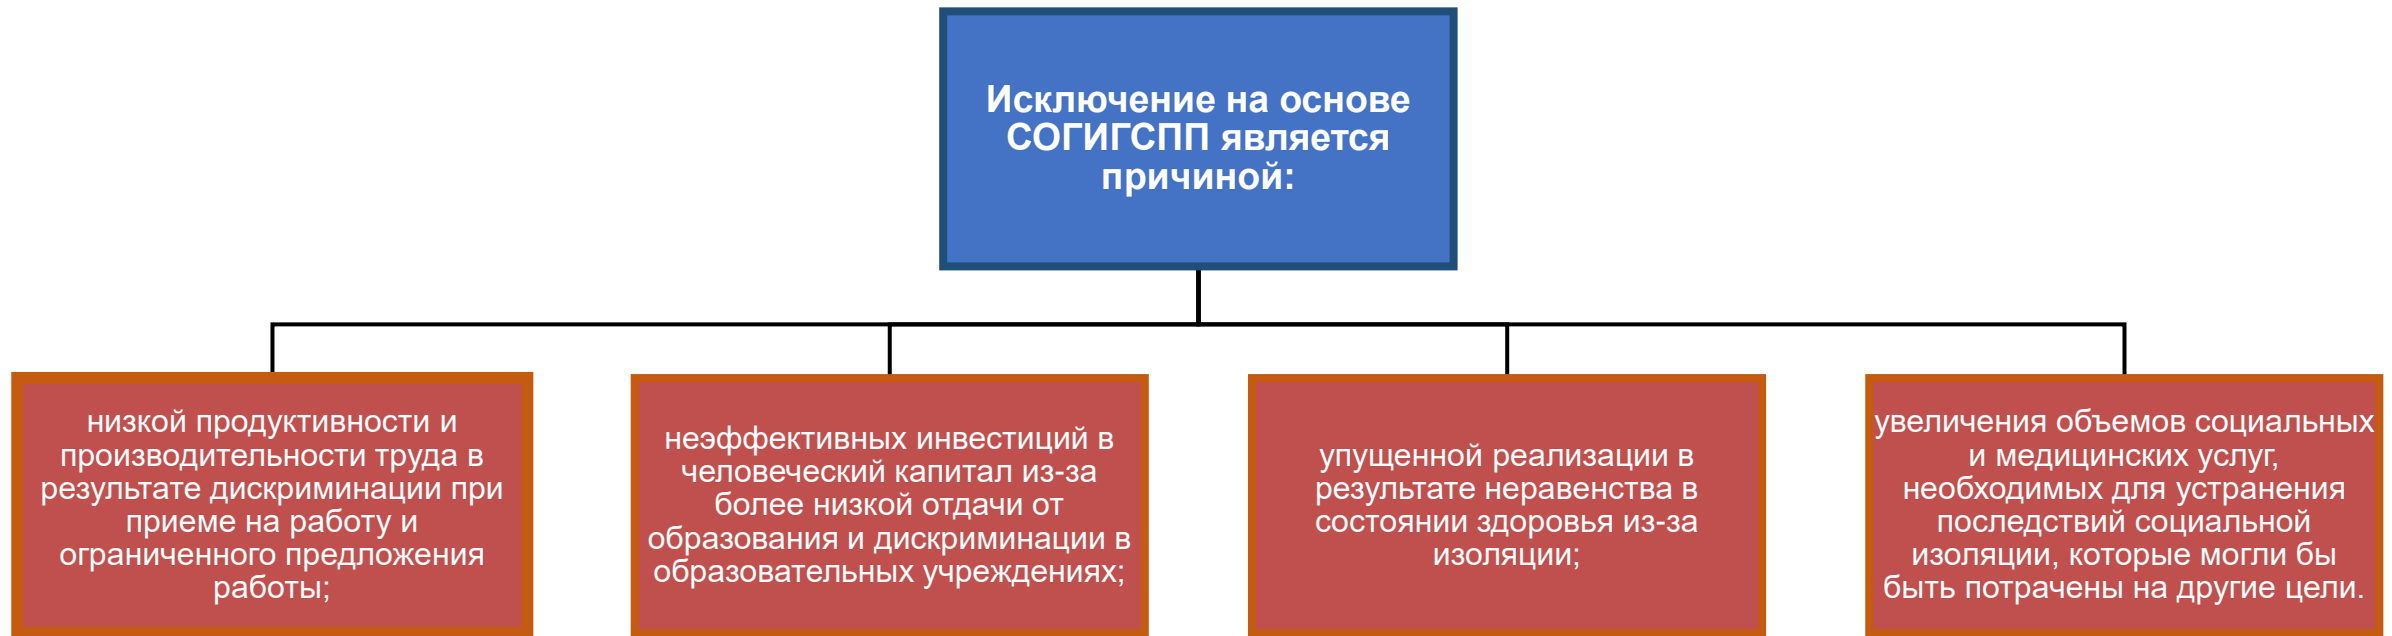 Исключение на основе
СОГИГСПП является
причиной:
низкой продуктивности и
производительности труда в
результате дискриминации при
приеме на работу и
ограниченного предложения
работы;
неэффективных инвестиций в
человеческий капитал из-за
более низкой отдачи от
образования и дискриминации в
образовательных учреждениях;
упущенной реализации в
результате неравенства в
состоянии здоровья из-за
изоляции;
увеличения объемов социальных
и медицинских услуг,
необходимых для устранения
последствий социальной
изоляции, которые могли бы
быть потрачены на другие цели.